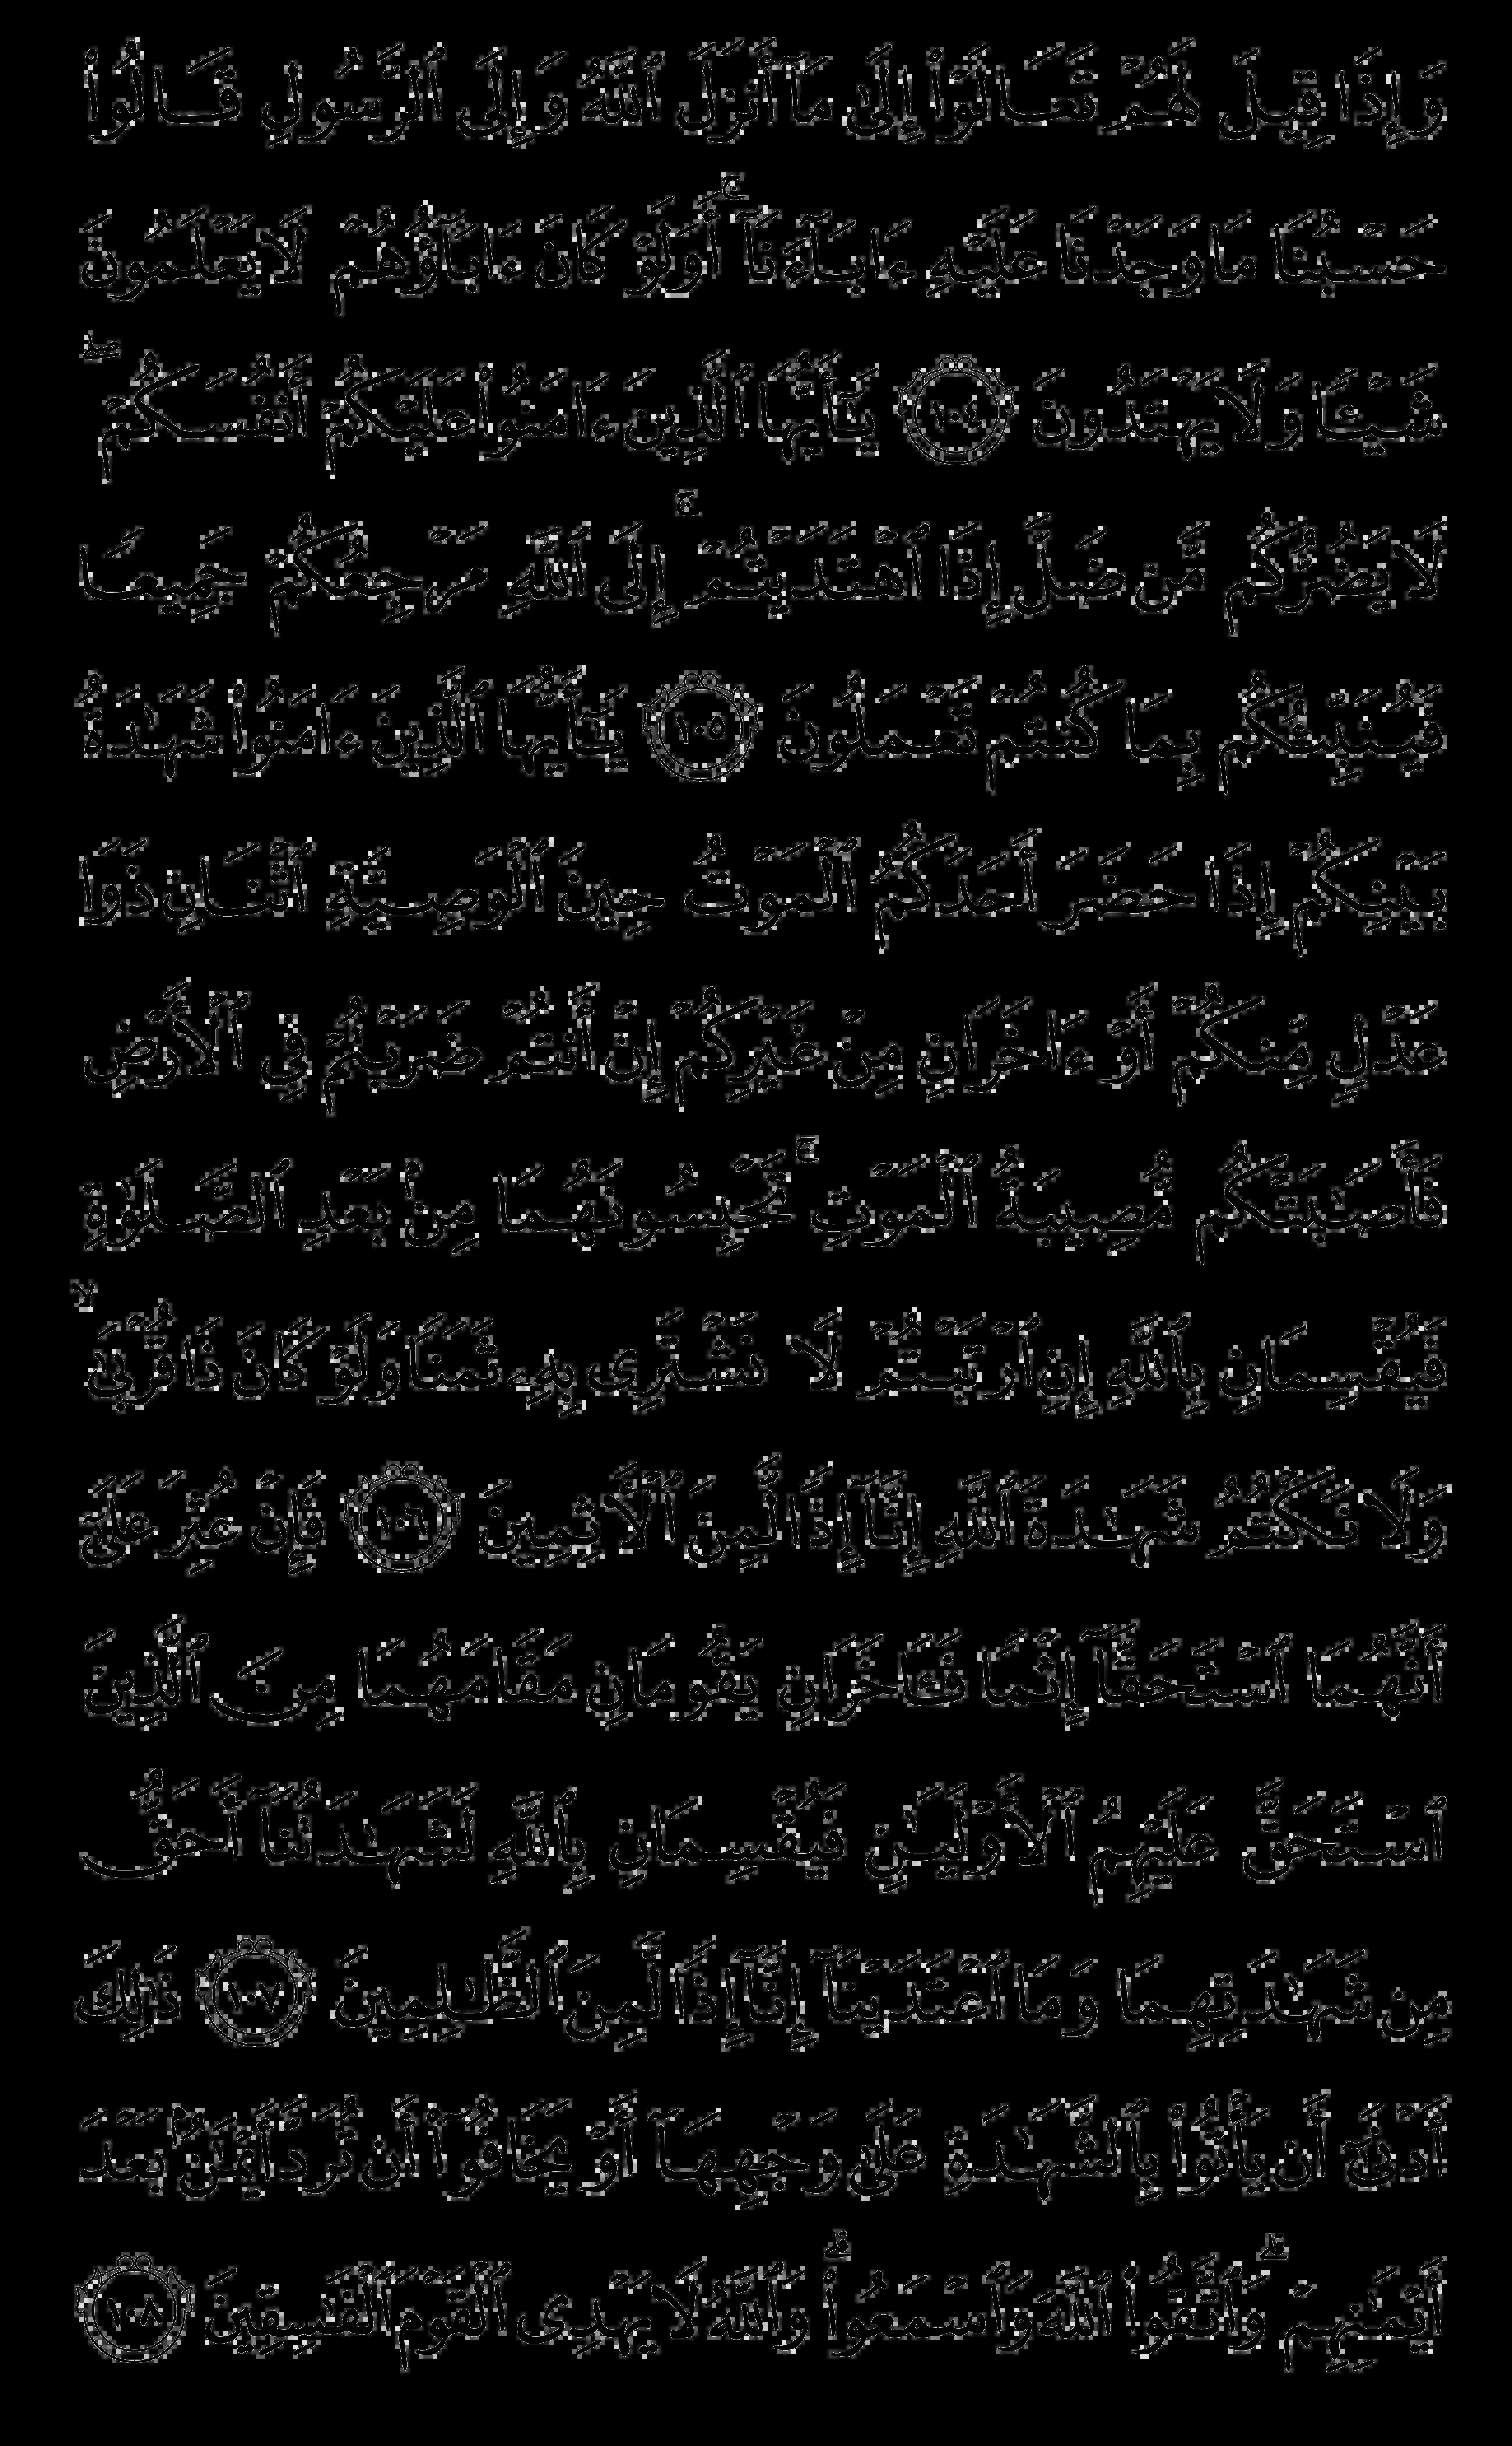 وَإِذَا قِيلَ لَهُمْ تَعَالَوْا۟ إِلَىٰ مَآ أَنزَلَ ٱللَّهُ وَإِلَى ٱلرَّسُولِ قَالُوا۟
حَسْبُنَا مَا وَجَدْنَا عَلَيْهِ ءَابَآءَنَآ ۚ أَوَلَوْ كَانَ ءَابَآؤُهُمْ لَا يَعْلَمُونَ
شَيْـًٔا وَلَا يَهْتَدُونَ ١٠٤ يَـٰٓأَيُّهَا ٱلَّذِينَ ءَامَنُوا۟ عَلَيْكُمْ أَنفُسَكُمْ ۖ
لَا يَضُرُّكُم مَّن ضَلَّ إِذَا ٱهْتَدَيْتُمْ ۚ إِلَى ٱللَّهِ مَرْجِعُكُمْ جَمِيعًا
فَيُنَبِّئُكُم بِمَا كُنتُمْ تَعْمَلُونَ ١٠٥ يَـٰٓأَيُّهَا ٱلَّذِينَ ءَامَنُوا۟ شَهَـٰدَةُ
بَيْنِكُمْ إِذَا حَضَرَ أَحَدَكُمُ ٱلْمَوْتُ حِينَ ٱلْوَصِيَّةِ ٱثْنَانِ ذَوَا
عَدْلٍ مِّنكُمْ أَوْ ءَاخَرَانِ مِنْ غَيْرِكُمْ إِنْ أَنتُمْ ضَرَبْتُمْ فِى ٱلْأَرْضِ
فَأَصَـٰبَتْكُم مُّصِيبَةُ ٱلْمَوْتِ ۚ تَحْبِسُونَهُمَا مِنۢ بَعْدِ ٱلصَّلَوٰةِ
فَيُقْسِمَانِ بِٱللَّهِ إِنِ ٱرْتَبْتُمْ لَا نَشْتَرِى بِهِۦ ثَمَنًا وَلَوْ كَانَ ذَا قُرْبَىٰ ۙ
وَلَا نَكْتُمُ شَهَـٰدَةَ ٱللَّهِ إِنَّآ إِذًا لَّمِنَ ٱلْـَٔاثِمِينَ ١٠٦ فَإِنْ عُثِرَ عَلَىٰٓ
أَنَّهُمَا ٱسْتَحَقَّآ إِثْمًا فَـَٔاخَرَانِ يَقُومَانِ مَقَامَهُمَا مِنَ ٱلَّذِينَ
ٱسْتَحَقَّ عَلَيْهِمُ ٱلْأَوْلَيَـٰنِ فَيُقْسِمَانِ بِٱللَّهِ لَشَهَـٰدَتُنَآ أَحَقُّ
مِن شَهَـٰدَتِهِمَا وَمَا ٱعْتَدَيْنَآ إِنَّآ إِذًا لَّمِنَ ٱلظَّـٰلِمِينَ ١٠٧ ذَٰلِكَ
أَدْنَىٰٓ أَن يَأْتُوا۟ بِٱلشَّهَـٰدَةِ عَلَىٰ وَجْهِهَآ أَوْ يَخَافُوٓا۟ أَن تُرَدَّ أَيْمَـٰنٌۢ بَعْدَ
أَيْمَـٰنِهِمْ ۗ وَٱتَّقُوا۟ ٱللَّهَ وَٱسْمَعُوا۟ ۗ وَٱللَّهُ لَا يَهْدِى ٱلْقَوْمَ ٱلْفَـٰسِقِينَ ١٠٨